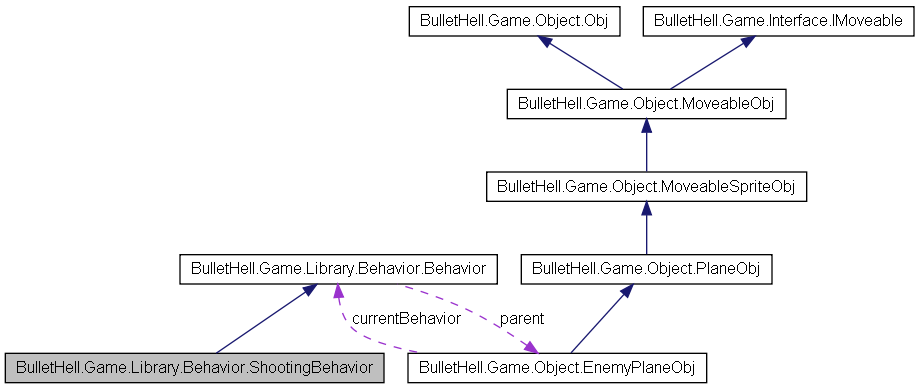 BulletHell.Game.Object.Obj
BulletHell.Game.Interface.IMoveable
BulletHell.Game.Object.MoveableObj
BulletHell.Game.Object.MoveableSpriteObj
BulletHell.Game.Library.Behavior.Behavior
BulletHell.Game.Object.PlaneObj
currentBehavior
parent
BulletHell.Game.Library.Behavior.ShootingBehavior
BulletHell.Game.Object.EnemyPlaneObj